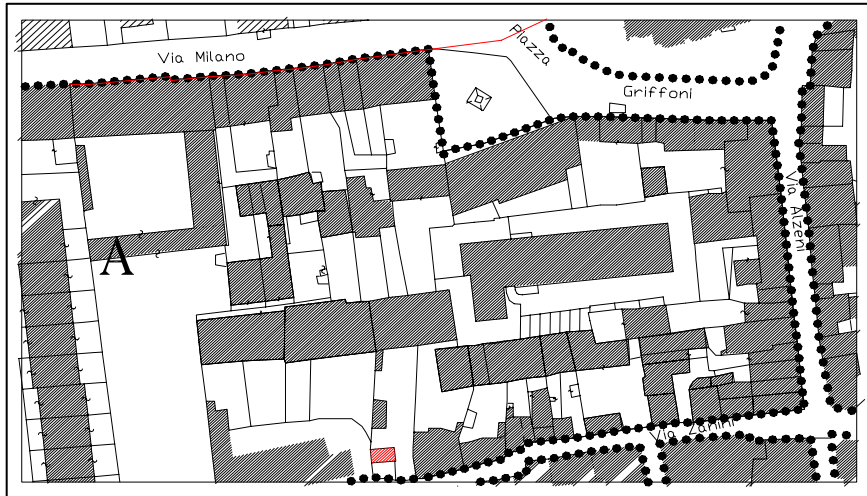 Via Milano
Piazza
Griffoni
Via Alzeni
A
Via Zanini